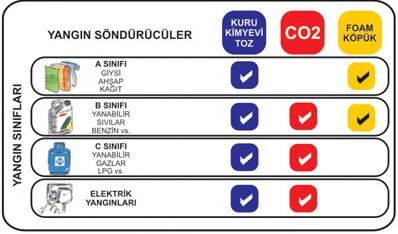 YANGIN SÖNDÜRÜCÜLER
KURU
KİMYEVİ
TOZ
CO2
FOAM
KÖPÜK
YANGIN SINIFLARI
A SINIFI
GİYSİ
AHŞAP
KAĞIT
B SINIFI
YANABİLİR
SIVILAR
BENZİN vs.
C SINIFI
YANABİLİR
GAZLAR
LPG vs.
ELEKTRİK
YANGINLARI